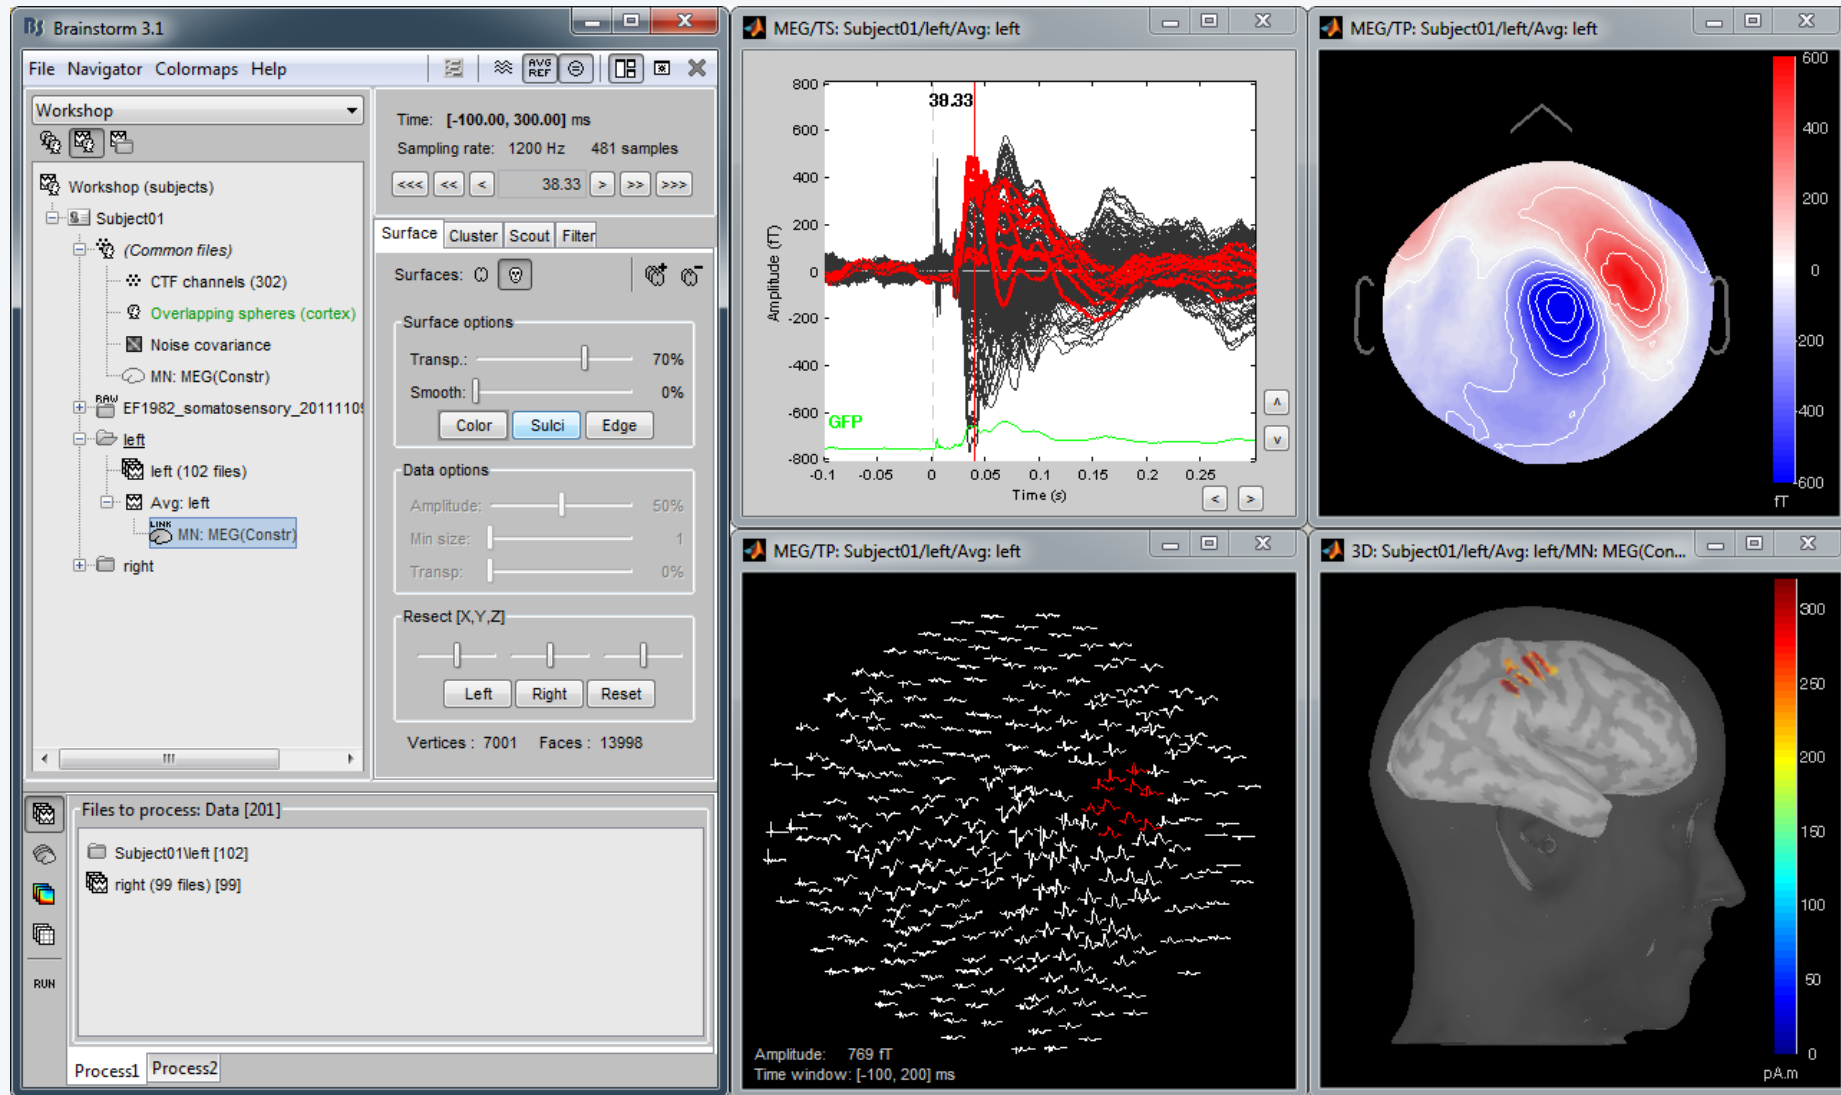 Brainstorm 3.1
File Navigator Colormaps Help
AVG REF
Workshop
Workshop (subjects)
Subject01
(Common files)
CTF channels (302)
Overlapping spheres (cortex)
Noise covariance
MN: MEG(Constr)
RAW
EF1982_somatosensory_2011110
left
left (102 files)
Avg: left
LINK
MN: MEG(Constr)
right
Time: [-100.00, 300.00] ms
Sampling rate: 1200 Hz 481 samples
<<< << < 38.33 > >> >>>
Surface Cluster Scout Filter
Surfaces:
Surface options
Transp.: 70%
Smooth: 0%
Color Sulci Edge
Data options
Amplitude: 50%
Min size: 1
Transp: 0%
Resect [X,Y,Z]
Left Right Reset
Vertices : 7001 Faces : 13998
Files to process: Data [201]
Subject01\left [102]
right (99 files) [99]
RUN
Process1 Process2
MEG/TS: Subject01/left/Avg: left
38.33
800
600
400
200
0
-200
-400
-600
-800
Amplitude (fT)
GFP
-0.1 -0.05 0 0.05 0.1 0.15 0.2 0.25
Time (s)
< >
MEG/TP: Subject01/left/Avg: left
600
400
200
0
-200
-400
-600
fT
MEG/TP: Subject01/left/Avg: left
Amplitude: 769 fT
Time window: [-100, 200] ms
3D: Subject01/left/Avg: left/MN: MEG(Con...
300
250
200
150
100
50
0
pA.m